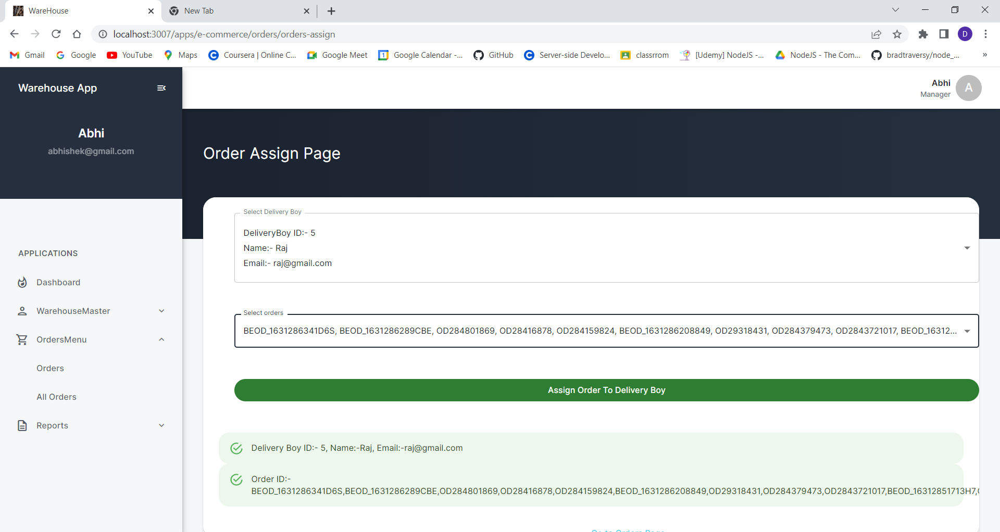 WareHouse
New Tab
localhost:3007/apps/e-commerce/orders/orders-assign
D
Gmail
Google
YouTube
Maps
Coursera | Online C...
Google Meet
1
Google Calendar -...
GitHub
Server-side Develo...
classrrom
[Udemy] NodeJS -...
NodeJS - The Com...
bradtraversy/node_...
»
Warehouse App
Abhi
Manager
A
Abhi
abhishek@gmail.com
Order Assign Page
Select Delivery Boy
DeliveryBoy ID:- 5
Name:- Raj
Email:- raj@gmail.com
APPLICATIONS
Dashboard
WarehouseMaster
OrdersMenu
Orders
All Orders
Reports
Select orders
BEOD_1631286341D6S, BEOD_1631286289CBE, OD284801869, OD28416878, OD284159824, BEOD_1631286208849, OD29318431, OD284379473, OD2843721017, BEOD_16312...
Assign Order To Delivery Boy
Delivery Boy ID:- 5, Name:-Raj, Email:-raj@gmail.com
Order ID:-
BEOD_1631286341D6S,BEOD_1631286289CBE,OD284801869,OD28416878,OD284159824,BEOD_1631286208849,OD29318431,OD284379473,OD2843721017,BEOD_16312851713H7,
Go to Orders Page